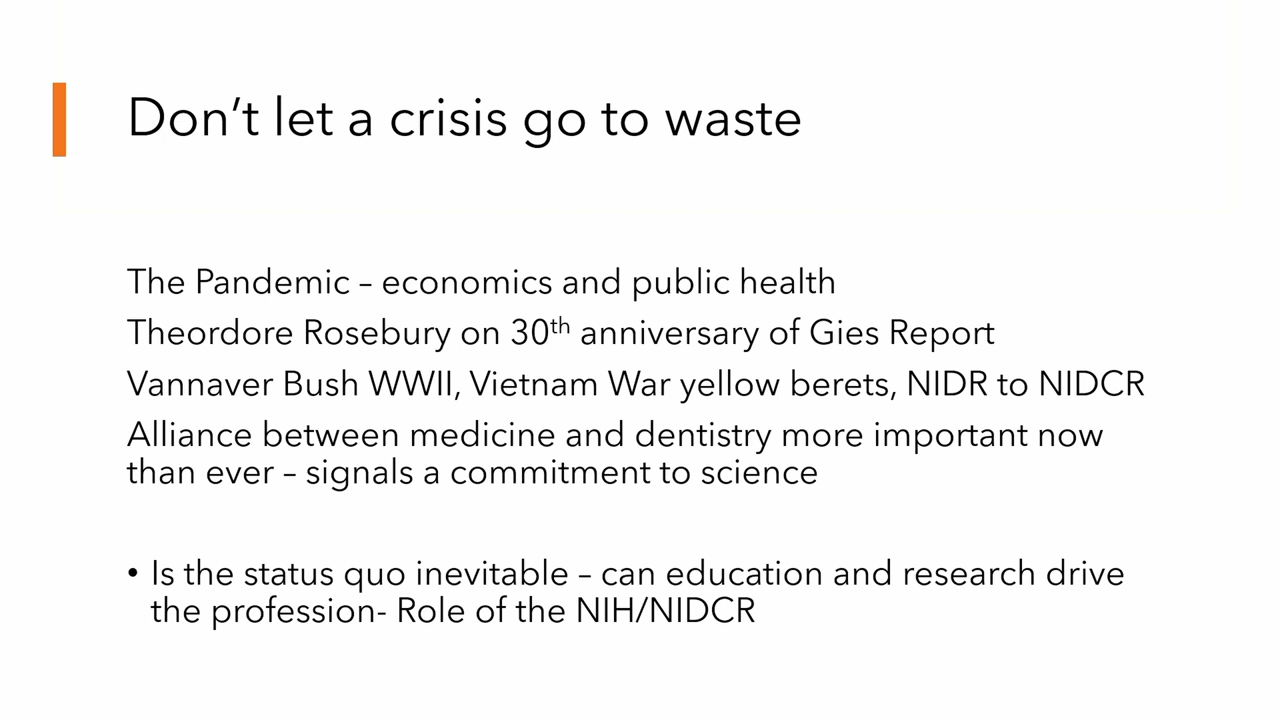 Don’t let a crisis go to waste
The Pandemic – economics and public health
Theordore Rosebury on 30th anniversary of Gies Report
Vannaver Bush WWII, Vietnam War yellow berets, NIDR to NIDCR
Alliance between medicine and dentistry more important now
than ever – signals a commitment to science
• Is the status quo inevitable – can education and research drive
the profession- Role of the NIH/NIDCR